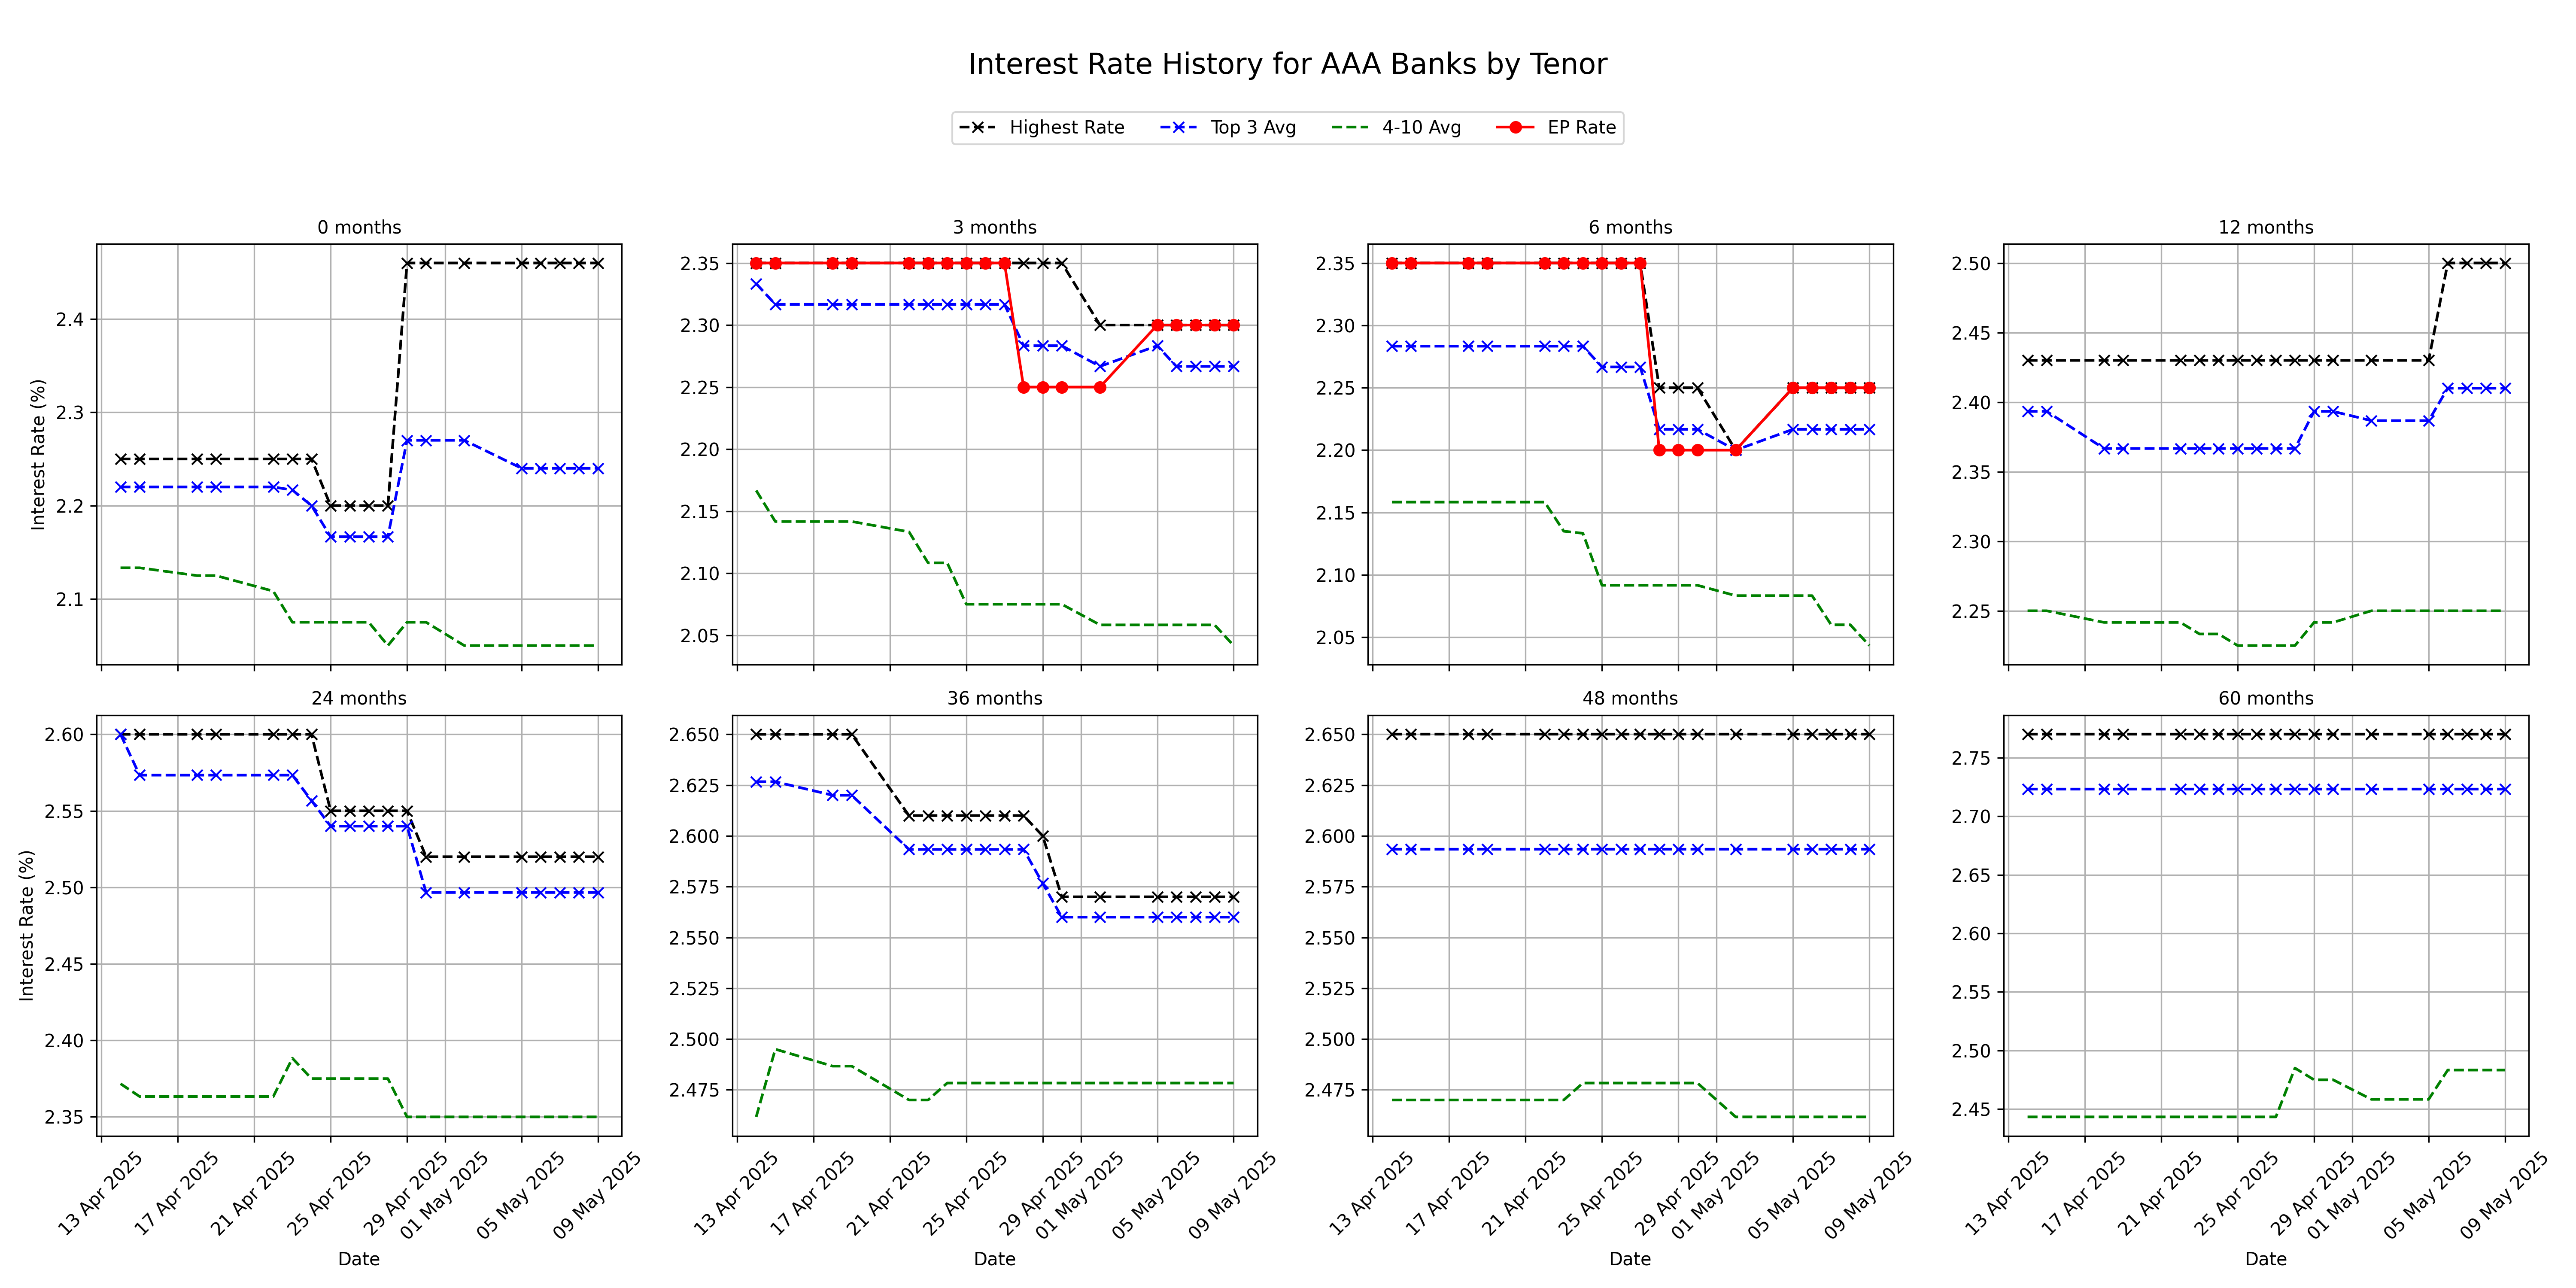 Interest Rate History for AAA Banks by Tenor
Highest Rate Top 3 Avg 4-10 Avg EP Rate
0 months
Interest Rate (%)
2.4
2.3
2.2
2.1
3 months
2.35
2.30
2.25
2.20
2.15
2.10
2.05
6 months
2.35
2.30
2.25
2.20
2.15
2.10
2.05
12 months
2.50
2.45
2.40
2.35
2.30
2.25
24 months
Interest Rate (%)
2.60
2.55
2.50
2.45
2.40
2.35
13 Apr 2025
17 Apr 2025
21 Apr 2025
25 Apr 2025
29 Apr 2025
01 May 2025
05 May 2025
09 May 2025
Date
36 months
2.650
2.625
2.600
2.575
2.550
2.525
2.500
2.475
13 Apr 2025
17 Apr 2025
21 Apr 2025
25 Apr 2025
29 Apr 2025
01 May 2025
05 May 2025
09 May 2025
Date
48 months
2.650
2.625
2.600
2.575
2.550
2.525
2.500
2.475
13 Apr 2025
17 Apr 2025
21 Apr 2025
25 Apr 2025
29 Apr 2025
01 May 2025
05 May 2025
09 May 2025
Date
60 months
2.75
2.70
2.65
2.60
2.55
2.50
2.45
13 Apr 2025
17 Apr 2025
21 Apr 2025
25 Apr 2025
29 Apr 2025
01 May 2025
05 May 2025
09 May 2025
Date